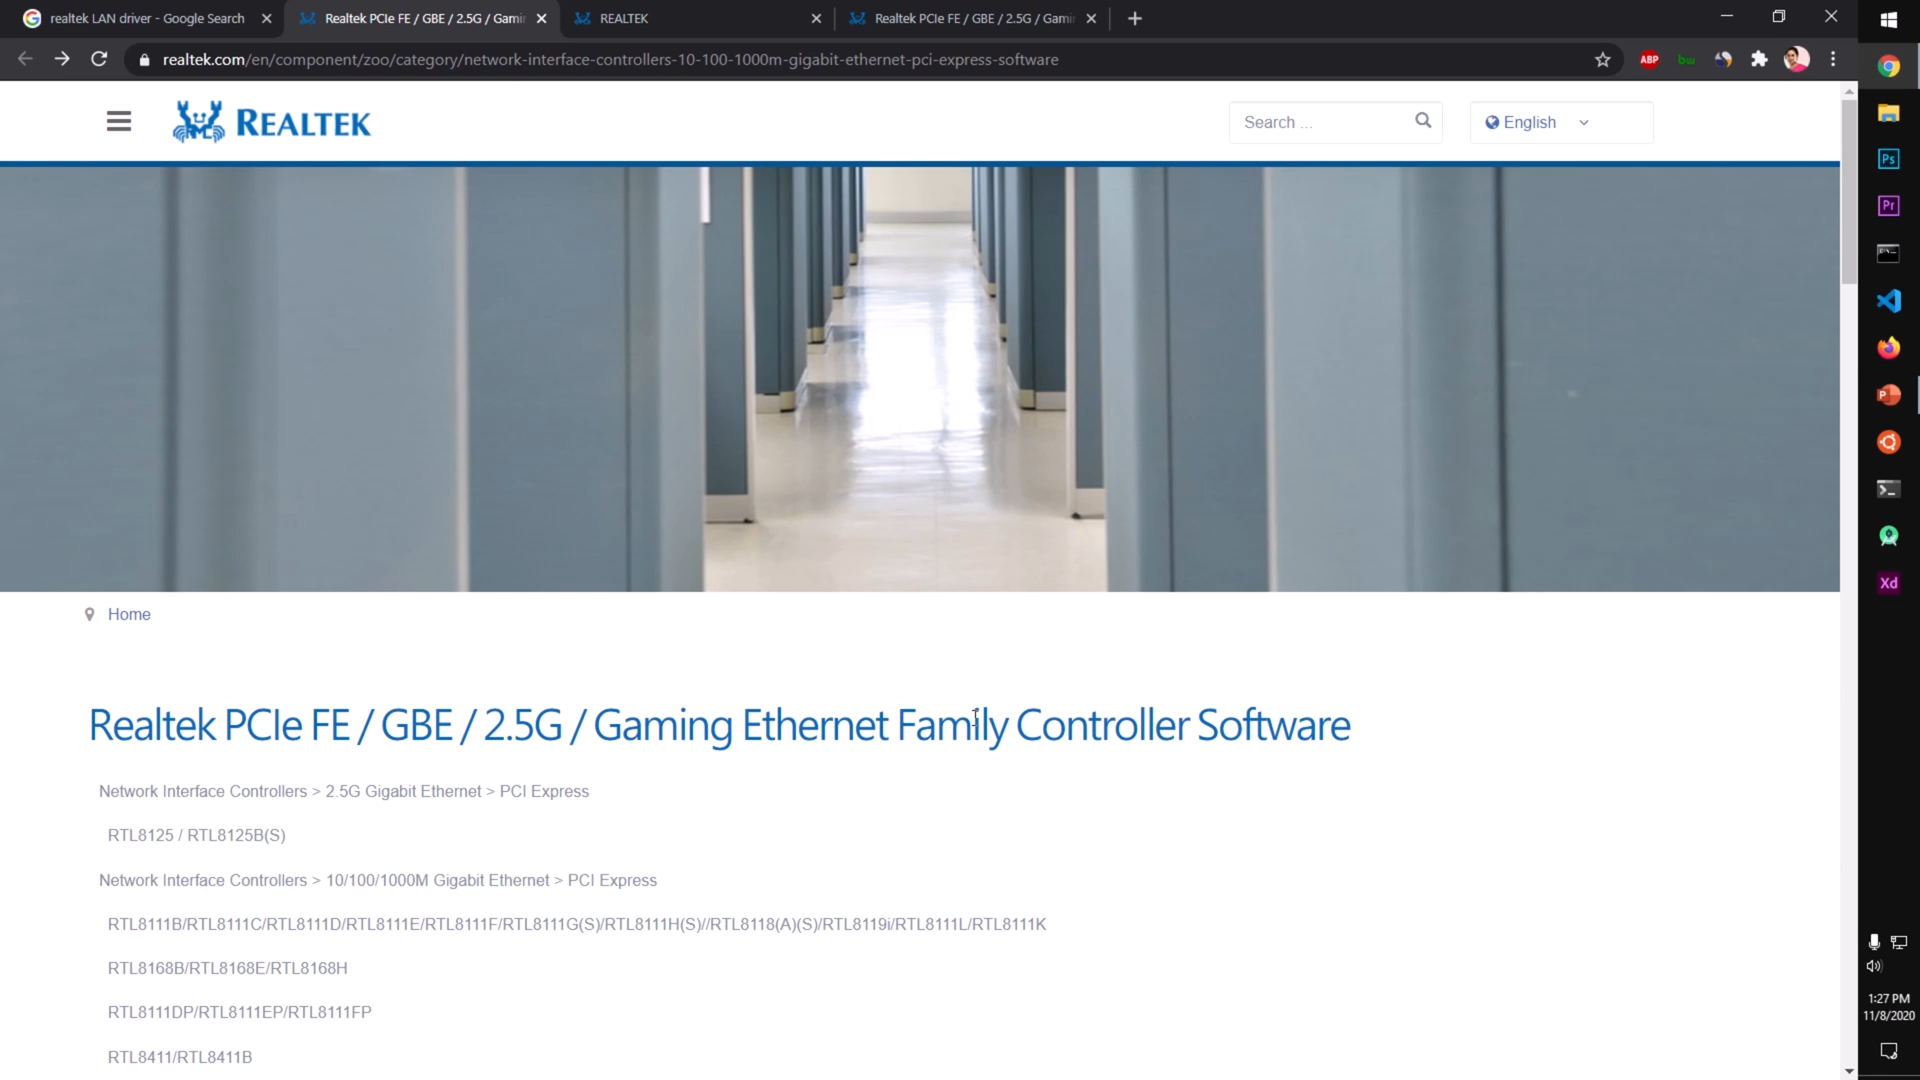 realtek LAN driver - Google Search
Realtek PCIe FE / GBE / 2.5G / Gami
REALTEK
Realtek PCIe FE / GBE / 2.5G / Gami
realtek.com/en/component/zoo/category/network-interface-controllers-10-100-1000m-gigabit-ethernet-pci-express-software
ABP
bw
REALTEK
Search ...
English
Ps
Pr
P
Xd
Home
Realtek PCIe FE / GBE / 2.5G / Gaming Ethernet Family Controller Software
Network Interface Controllers > 2.5G Gigabit Ethernet > PCI Express
RTL8125 / RTL8125B(S)
Network Interface Controllers > 10/100/1000M Gigabit Ethernet > PCI Express
RTL8111B/RTL8111C/RTL8111D/RTL8111E/RTL8111F/RTL8111G(S)/RTL8111H(S)//RTL8118(A)(S)/RTL8119i/RTL8111L/RTL8111K
RTL8168B/RTL8168E/RTL8168H
RTL8111DP/RTL8111EP/RTL8111FP
RTL8411/RTL8411B
1:27 PM
11/8/2020